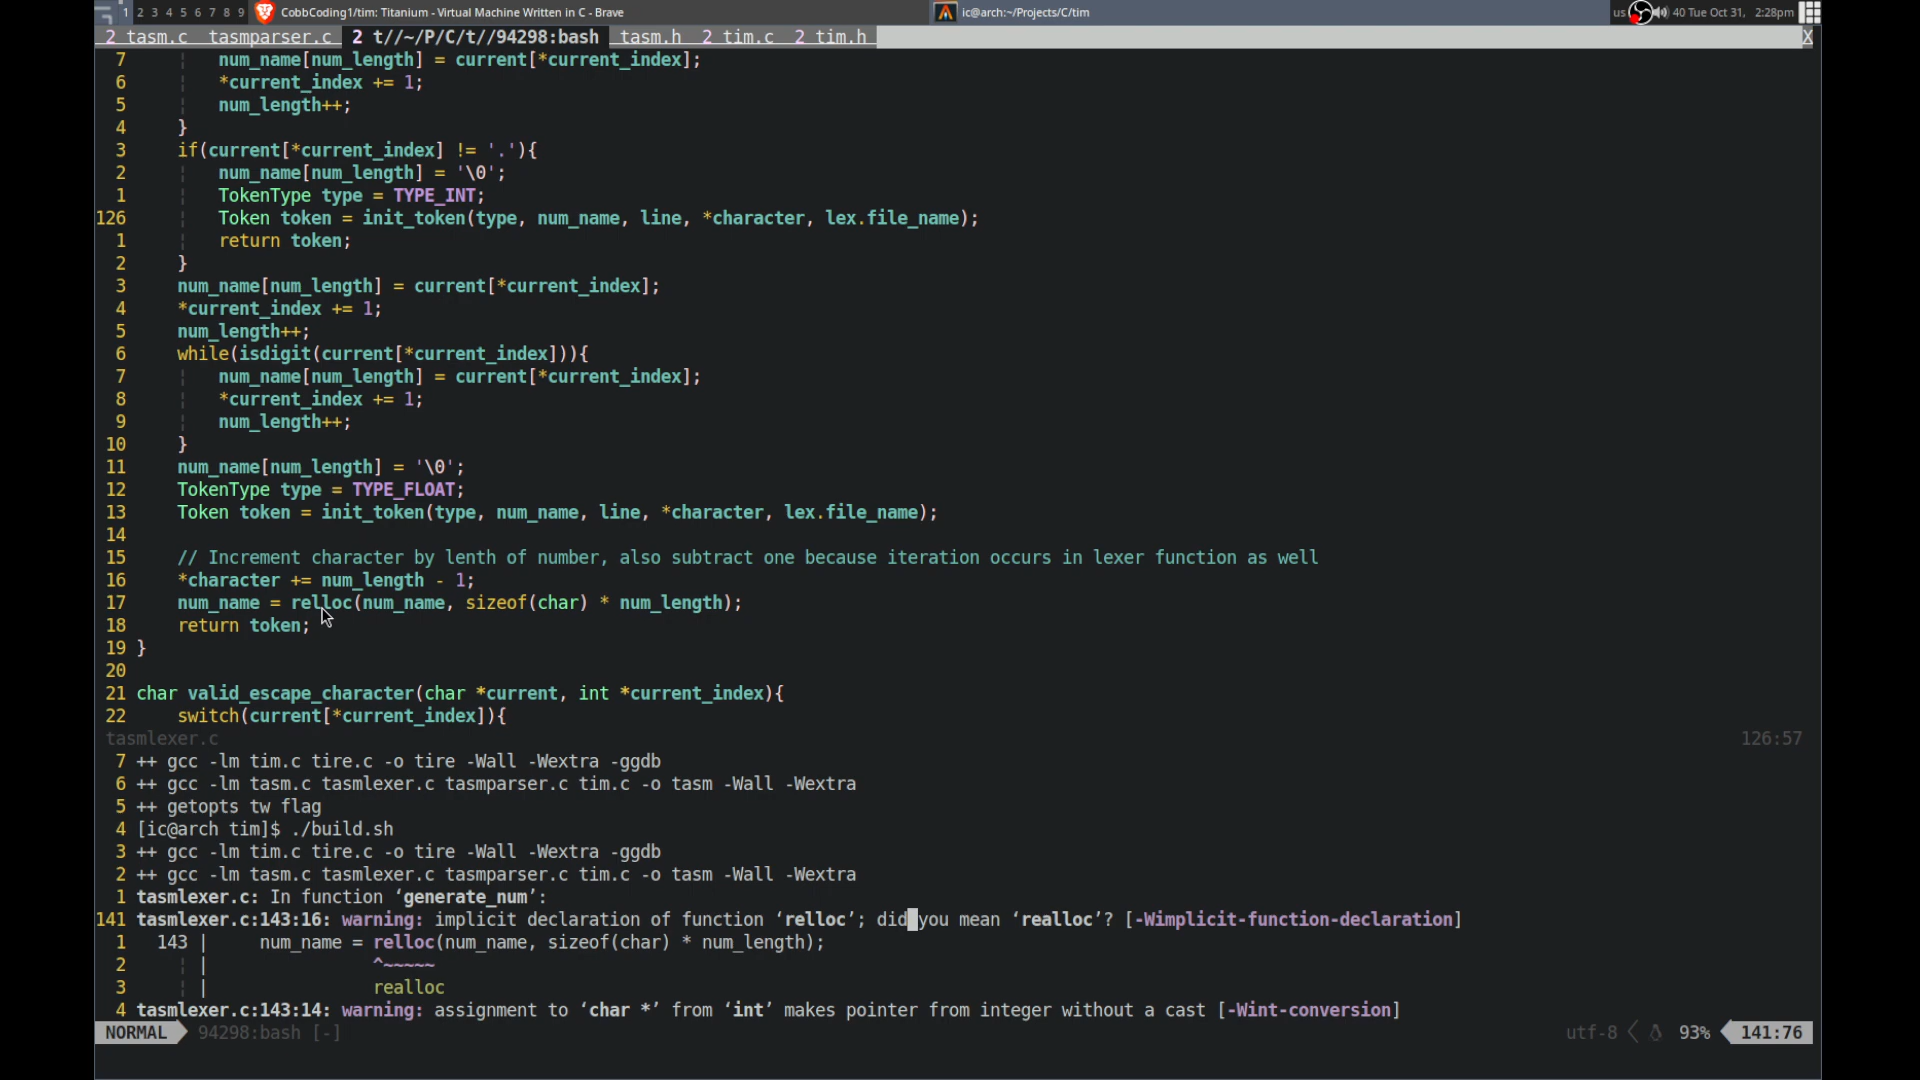 1 2 3 4 5 6 7 8 9 CobbCoding1/tim: Titanium - Virtual Machine Written in C - Brave ic@arch:~/Projects/C/tim us 40 Tue Oct 31, 2:28pm
2 tasm.c tasmparser.c 2 t//~/P/C/t//94298:bash tasm.h 2 tim.c 2 tim.h X
7 num_name[num_length] = current[*current_index];
6 *current_index += 1;
5 num_length++;
4 }
3 if(current[*current_index] != '.'){
2 num_name[num_length] = '\0';
1 TokenType type = TYPE_INT;
126 Token token = init_token(type, num_name, line, *character, lex.file_name);
1 return token;
2 }
3 num_name[num_length] = current[*current_index];
4 *current_index += 1;
5 num_length++;
6 while(isdigit(current[*current_index])){
7 num_name[num_length] = current[*current_index];
8 *current_index += 1;
9 num_length++;
10 }
11 num_name[num_length] = '\0';
12 TokenType type = TYPE_FLOAT;
13 Token token = init_token(type, num_name, line, *character, lex.file_name);
14
15 // Increment character by lenth of number, also subtract one because iteration occurs in lexer function as well
16 *character += num_length - 1;
17 num_name = relloc(num_name, sizeof(char) * num_length);
18 return token;
19 }
20
21 char valid_escape_character(char *current, int *current_index){
22 switch(current[*current_index]){
tasmlexer.c 126:57
7 ++ gcc -lm tim.c tire.c -o tire -Wall -Wextra -ggdb
6 ++ gcc -lm tasm.c tasmlexer.c tasmparser.c tim.c -o tasm -Wall -Wextra
5 ++ getopts tw flag
4 [ic@arch tim]$ ./build.sh
3 ++ gcc -lm tim.c tire.c -o tire -Wall -Wextra -ggdb
2 ++ gcc -lm tasm.c tasmlexer.c tasmparser.c tim.c -o tasm -Wall -Wextra
1 tasmlexer.c: In function ‘generate_num’:
141 tasmlexer.c:143:16: warning: implicit declaration of function ‘relloc’; did you mean ‘realloc’? [-Wimplicit-function-declaration]
1 143 | num_name = relloc(num_name, sizeof(char) * num_length);
2 | ^~~~~~
3 | realloc
4 tasmlexer.c:143:14: warning: assignment to ‘char *’ from ‘int’ makes pointer from integer without a cast [-Wint-conversion]
NORMAL 94298:bash [-] utf-8 93% 141:76